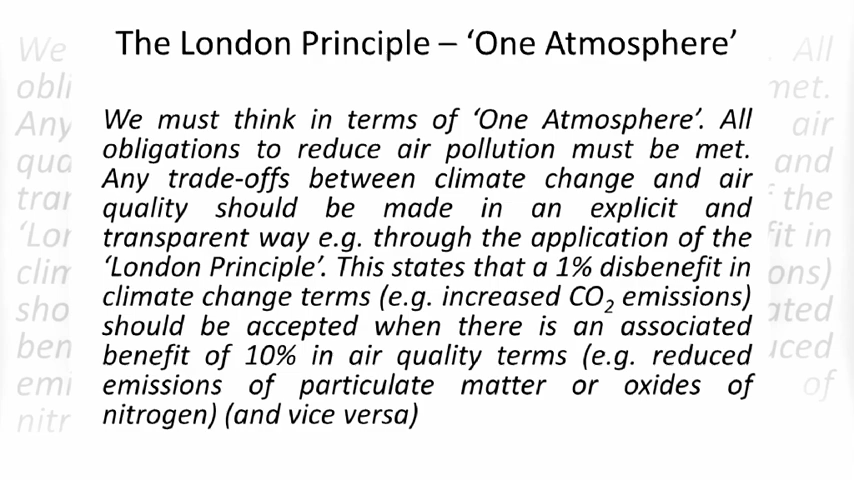 The London Principle – ‘One Atmosphere’
We must think in terms of ‘One Atmosphere’. All
obligations to reduce air pollution must be met.
Any trade-offs between climate change and air
quality should be made in an explicit and
transparent way e.g. through the application of the
‘London Principle’. This states that a 1% disbenefit in
climate change terms (e.g. increased CO₂ emissions)
should be accepted when there is an associated
benefit of 10% in air quality terms (e.g. reduced
emissions of particulate matter or oxides of
nitrogen) (and vice versa)